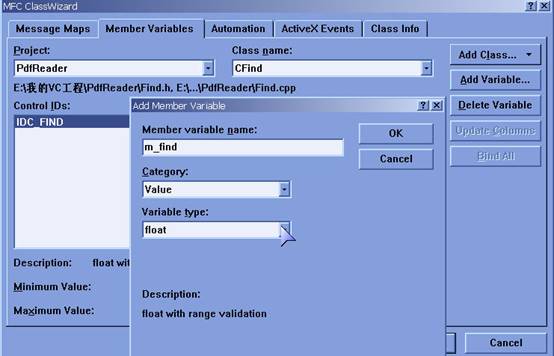 MFC ClassWizard
Message Maps Member Variables Automation ActiveX Events Class Info
Project: Class name:
PdfReader CFind
Add Class...
E:\我的VC工程\PdfReader\Find.h, E:\...\PdfReader\Find.cpp
Add Variable...
Control IDs:
IDC_FIND
Delete Variable
Update Columns
Bind All
Add Member Variable
Member variable name:
m_find
OK
Cancel
Category:
Value
Variable type:
float
Description:
float with range validation
Description: float wit
Minimum Value:
Maximum Value:
Cancel